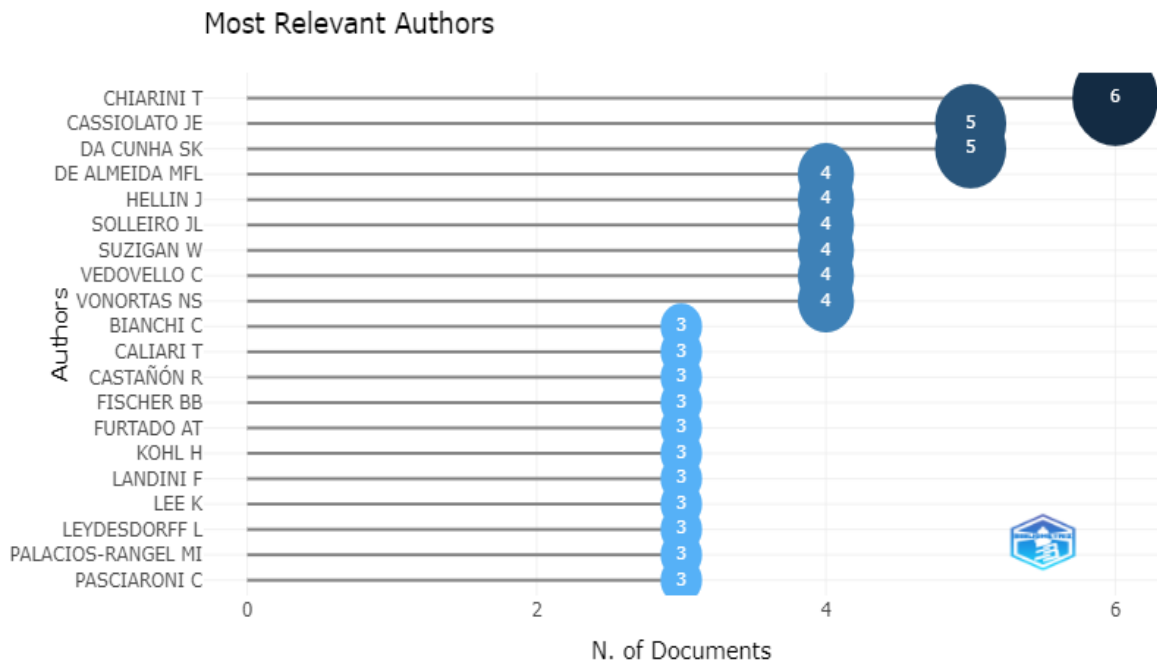 Most Relevant Authors
CHIARINI T 6
CASSIOLATO JE 5
DA CUNHA SK 5
DE ALMEIDA MFL 4
HELLIN J 4
SOLLEIRO JL 4
SUZIGAN W 4
VEDOVELLO C 4
VONORTAS NS 4
BIANCHI C 3
CALIARI T 3
CASTAÑÓN R 3
FISCHER BB 3
FURTADO AT 3
KOHL H 3
LANDINI F 3
LEE K 3
LEYDESDORFF L 3
PALACIOS-RANGEL MI 3
PASCIARONI C 3
Authors
0 2 4 6
N. of Documents
BIBLIOMETRIX